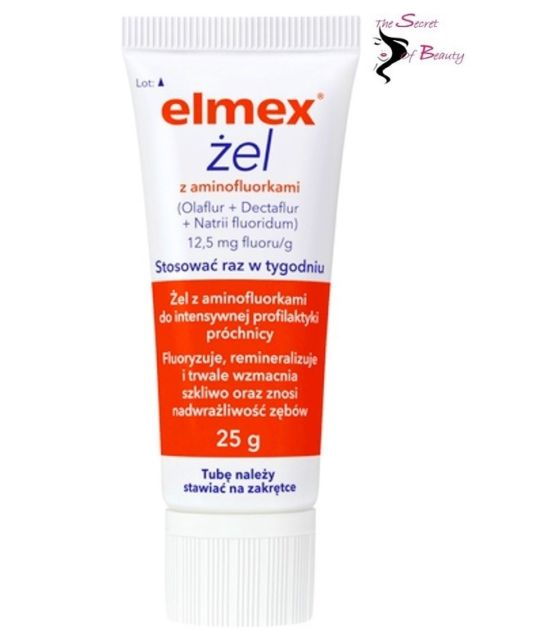 The Secret
Of Beauty
Lot:
elmex®
żel
z aminofluorkami
(Olaflur + Dectaflur
+ Natrii fluoridum)
12,5 mg fluoru/g
Stosować raz w tygodniu
Żel z aminofluorkami
do intensywnej profilaktyki
próchnicy
Fluoryzuje, remineralizuje
i trwale wzmacnia
szkliwo oraz znosi
nadwrażliwość zębów
25 g
Tubę należy
stawiać na zakrętce